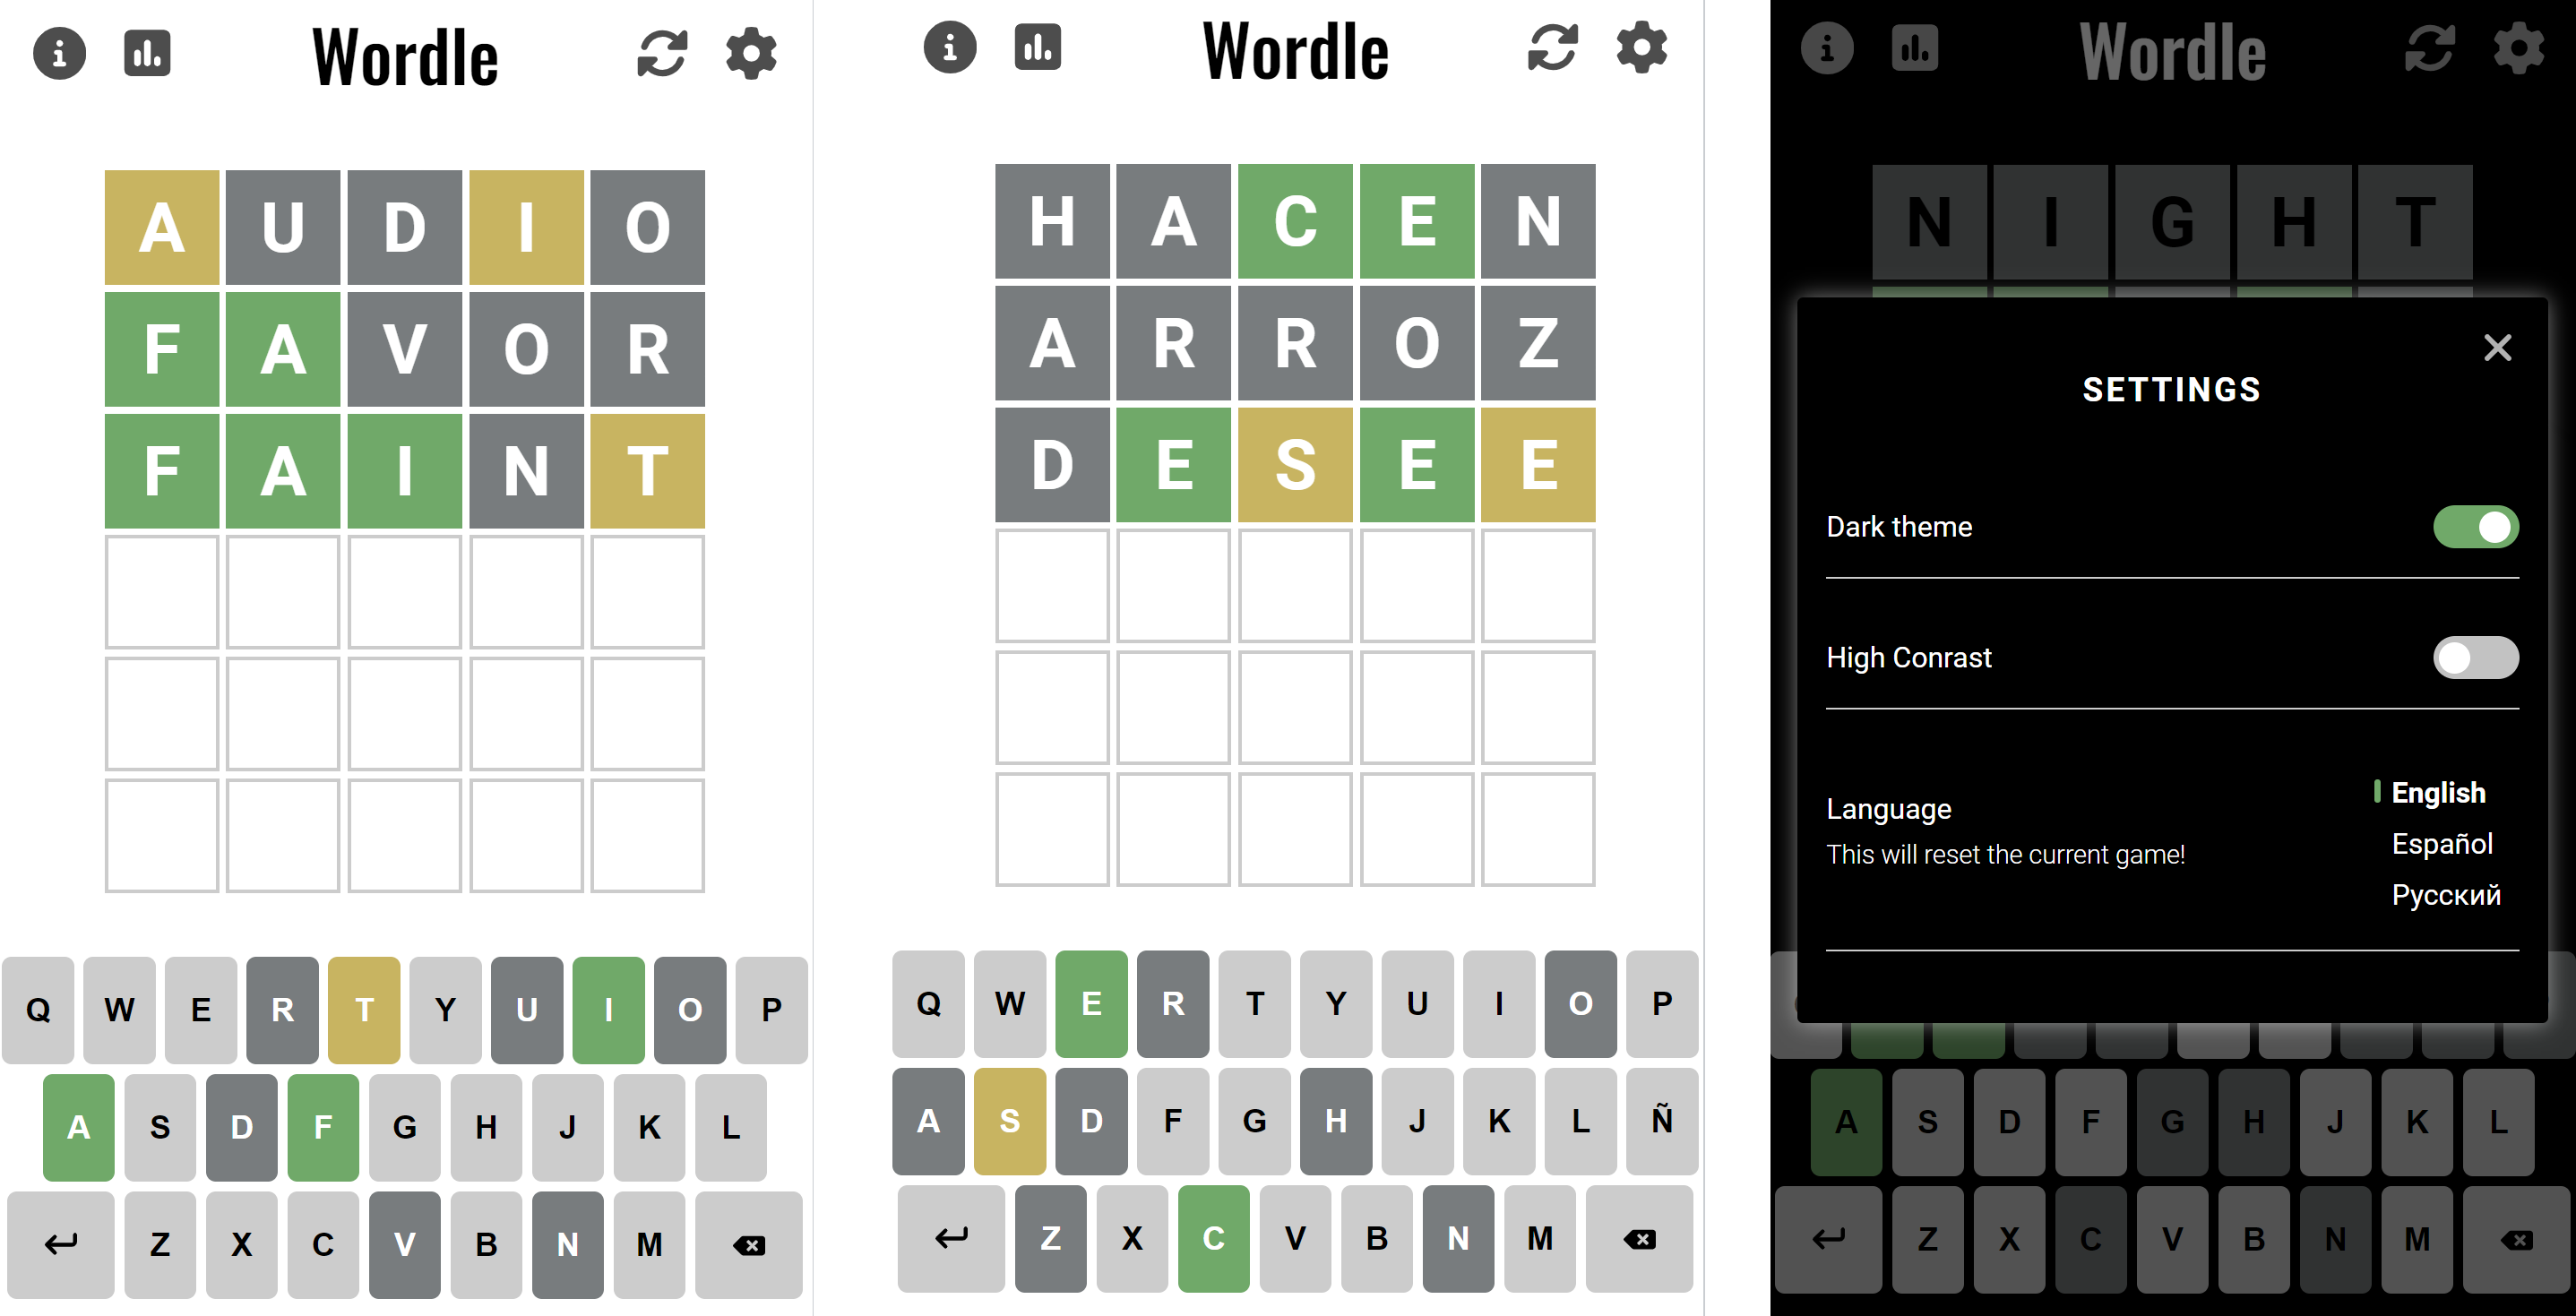 Wordle
A U D I O
F A V O R
F A I N T
Q W E R T Y U I O P
A S D F G H J K L
Z X C V B N M
Wordle
H A C E N
A R R O Z
D E S E E
Q W E R T Y U I O P
A S D F G H J K L Ñ
Z X C V B N M
Wordle
N I G H T
SETTINGS
Dark theme
High Conrast
Language
This will reset the current game!
English
Español
Русский
A S D F G H J K L
Z X C V B N M